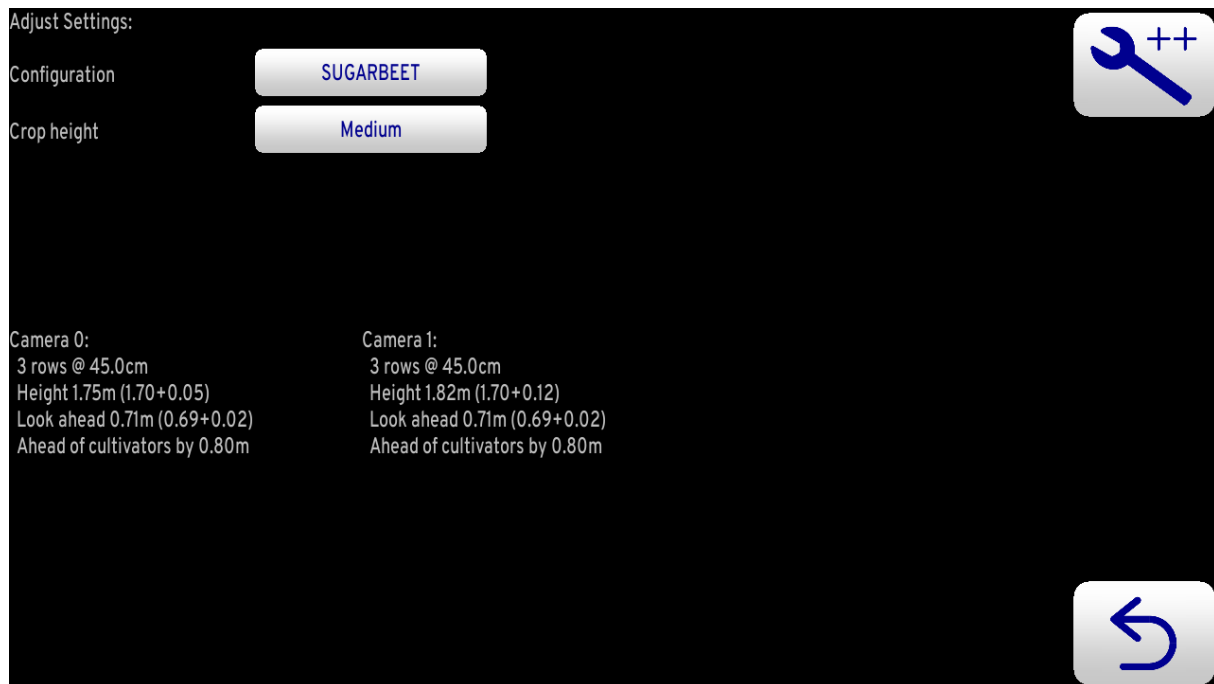 Adjust Settings:
Configuration SUGARBEET
Crop height Medium
++
Camera 0:
3 rows @ 45.0cm
Height 1.75m (1.70+0.05)
Look ahead 0.71m (0.69+0.02)
Ahead of cultivators by 0.80m
Camera 1:
3 rows @ 45.0cm
Height 1.82m (1.70+0.12)
Look ahead 0.71m (0.69+0.02)
Ahead of cultivators by 0.80m